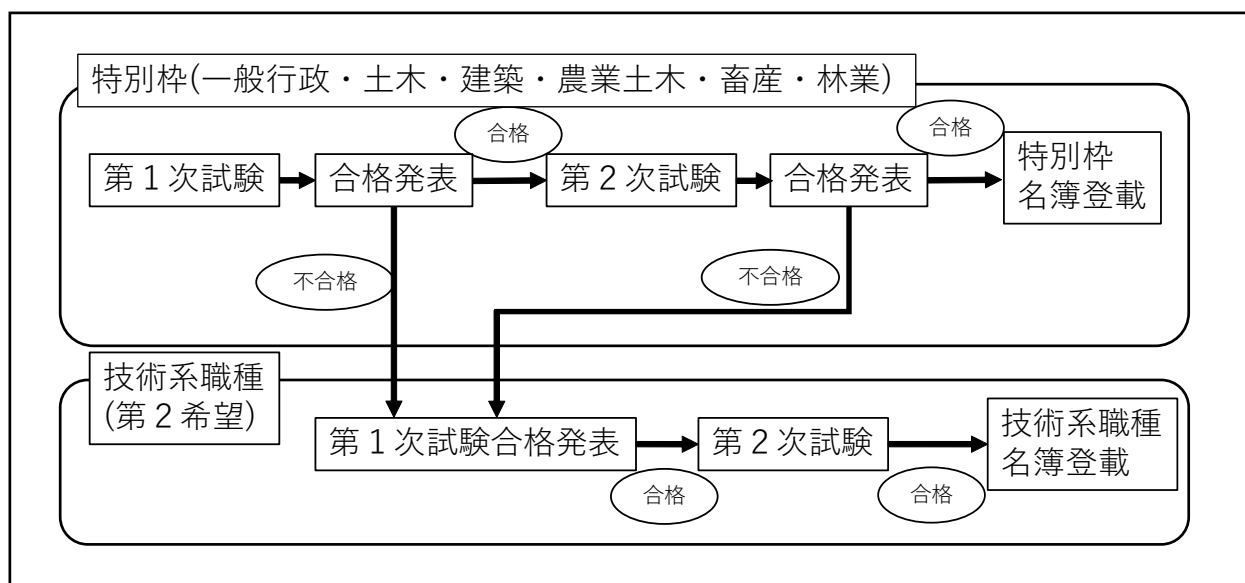 特別枠(一般行政・土木・建築・農業土木・畜産・林業)
合格
合格
第1次試験
合格発表
第2次試験
合格発表
特別枠
名簿登載
不合格
不合格
技術系職種
(第2希望)
第1次試験合格発表
第2次試験
技術系職種
名簿登載
合格
合格